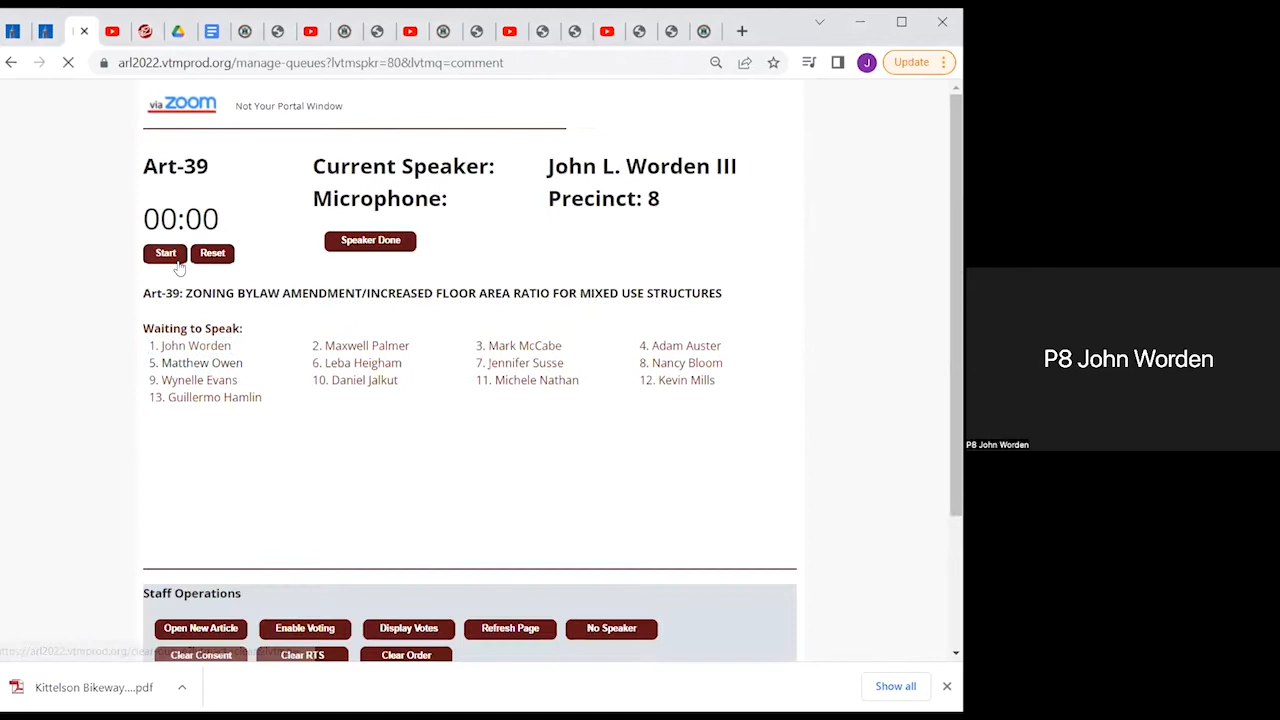 arl2022.vtmprod.org/manage-queues?lvtmspkr=80&lvtmq=comment
J
Update
via zoom
Not Your Portal Window
Art-39
Current Speaker:
John L. Worden III
Microphone:
Precinct: 8
00:00
Start
Reset
Speaker Done
Art-39: ZONING BYLAW AMENDMENT/INCREASED FLOOR AREA RATIO FOR MIXED USE STRUCTURES
Waiting to Speak:
1. John Worden 2. Maxwell Palmer 3. Mark McCabe 4. Adam Auster
5. Matthew Owen 6. Leba Heigham 7. Jennifer Susse 8. Nancy Bloom
9. Wynelle Evans 10. Daniel Jalkut 11. Michele Nathan 12. Kevin Mills
13. Guillermo Hamlin
P8 John Worden
P8 John Worden
Staff Operations
Open New Article Enable Voting Display Votes Refresh Page No Speaker
Clear Consent Clear RTS Clear Order
Kittelson Bikeway....pdf
Show all